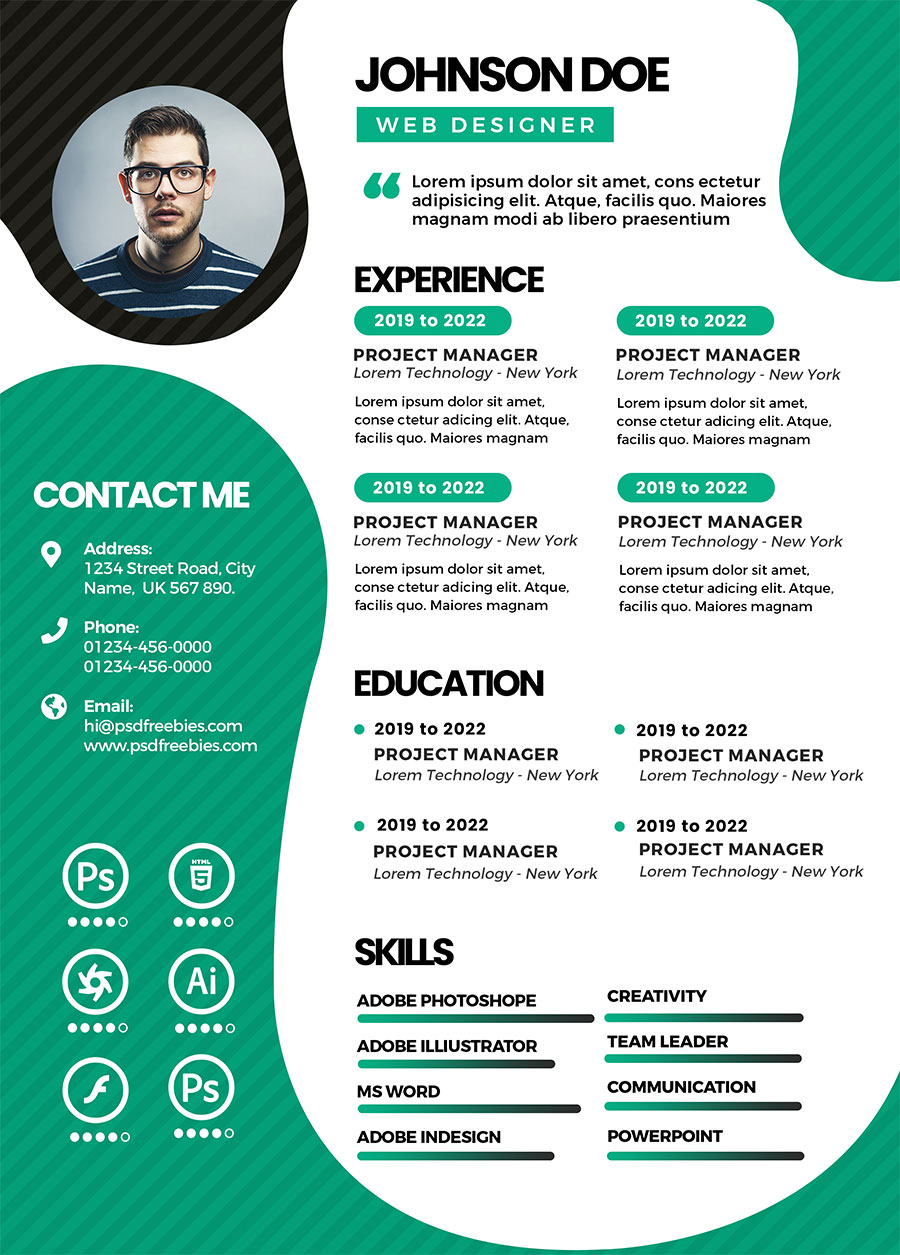 JOHNSON DOE
WEB DESIGNER
Lorem ipsum dolor sit amet, cons ectetur
adipisicing elit. Atque, facilis quo. Maiores
magnam modi ab libero praesentium
EXPERIENCE
2019 to 2022
PROJECT MANAGER
Lorem Technology - New York
Lorem ipsum dolor sit amet,
conse ctetur adicing elit. Atque,
facilis quo. Maiores magnam
2019 to 2022
PROJECT MANAGER
Lorem Technology - New York
Lorem ipsum dolor sit amet,
conse ctetur adicing elit. Atque,
facilis quo. Maiores magnam
2019 to 2022
PROJECT MANAGER
Lorem Technology - New York
Lorem ipsum dolor sit amet,
conse ctetur adicing elit. Atque,
facilis quo. Maiores magnam
2019 to 2022
PROJECT MANAGER
Lorem Technology - New York
Lorem ipsum dolor sit amet,
conse ctetur adicing elit. Atque,
facilis quo. Maiores magnam
CONTACT ME
Address:
1234 Street Road, City
Name, UK 567 890.
Phone:
01234-456-0000
01234-456-0000
Email:
hi@psdfreebies.com
www.psdfreebies.com
Ps
HTML
5
Ai
Ps
EDUCATION
2019 to 2022
PROJECT MANAGER
Lorem Technology - New York
2019 to 2022
PROJECT MANAGER
Lorem Technology - New York
2019 to 2022
PROJECT MANAGER
Lorem Technology - New York
2019 to 2022
PROJECT MANAGER
Lorem Technology - New York
SKILLS
ADOBE PHOTOSHOPE
ADOBE ILLIUSTRATOR
MS WORD
ADOBE INDESIGN
CREATIVITY
TEAM LEADER
COMMUNICATION
POWERPOINT